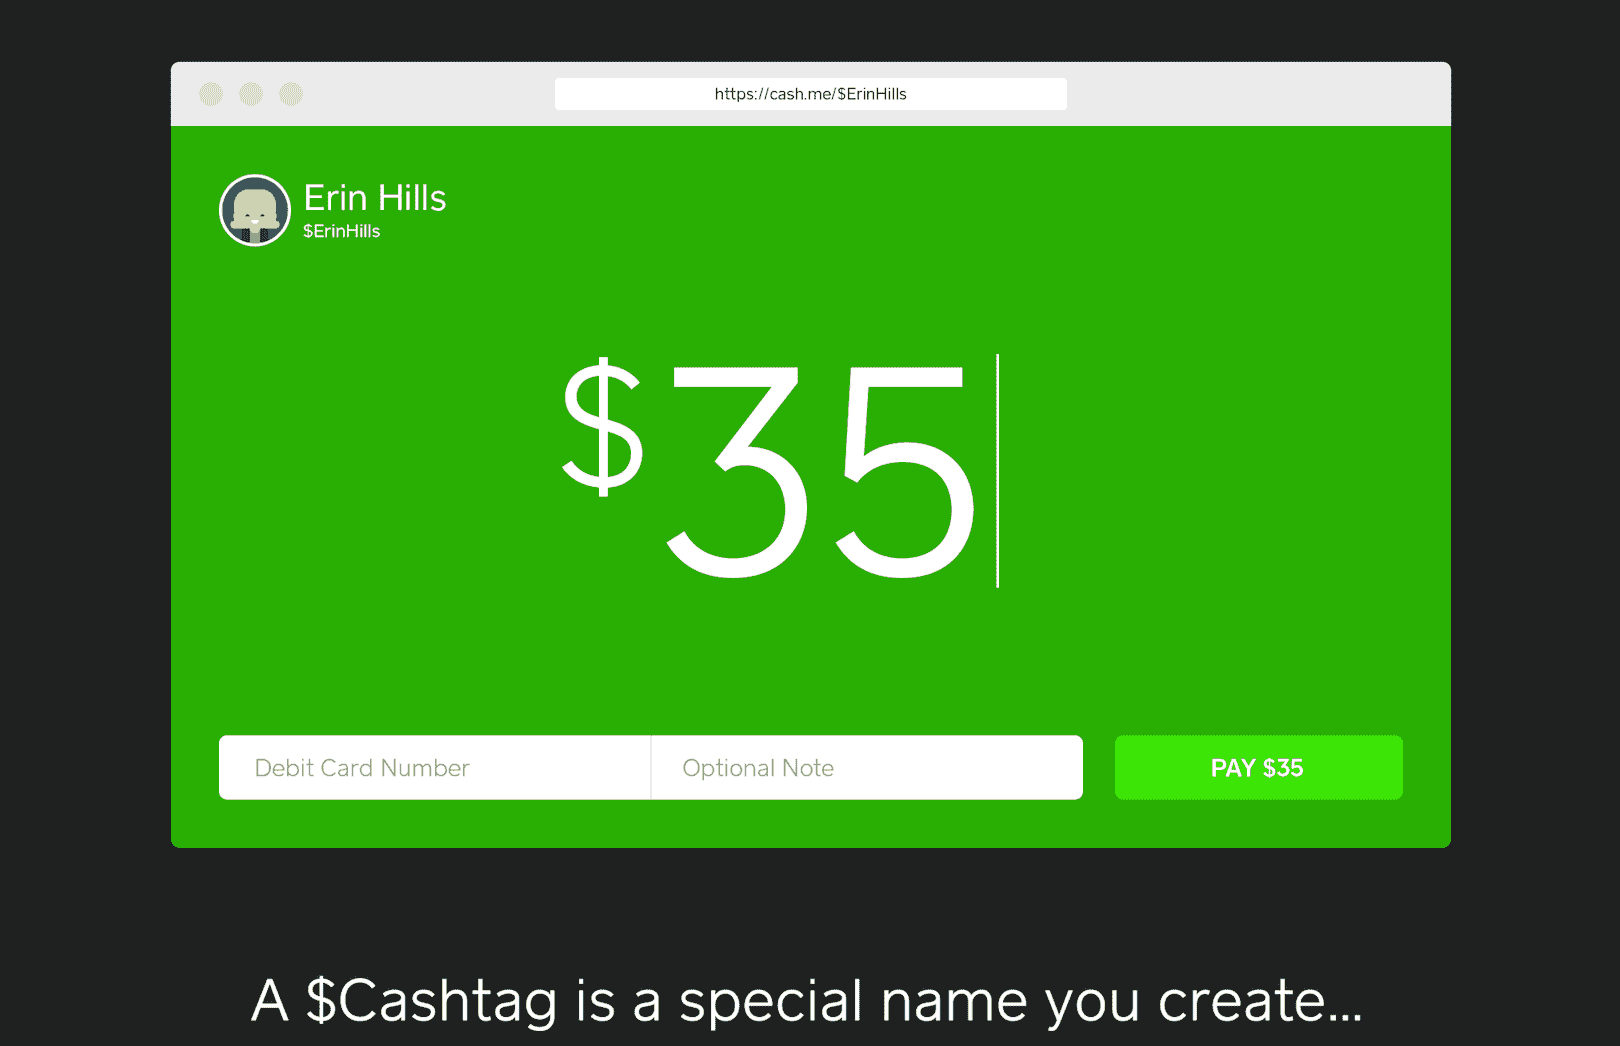 https://cash.me/$ErinHills
Erin Hills
$ErinHills
$35
Debit Card Number
Optional Note
PAY $35
A $Cashtag is a special name you create...